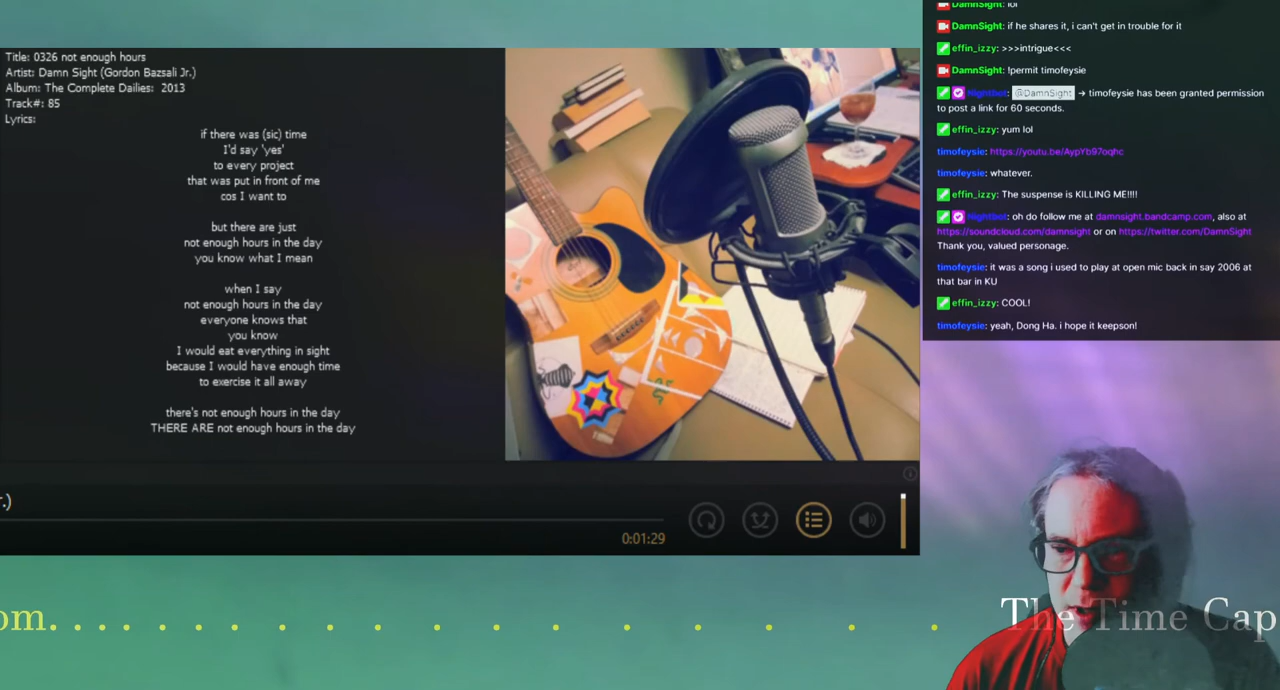 Title: 0326 not enough hours
Artist: Damn Sight (Gordon Bazsali Jr.)
Album: The Complete Dailies: 2013
Track#: 85
Lyrics:
if there was (sic) time
I'd say 'yes'
to every project
that was put in front of me
cos I want to
but there are just
not enough hours in the day
you know what I mean
when I say
not enough hours in the day
everyone knows that
you know
I would eat everything in sight
because I would have enough time
to exercise it all away
there's not enough hours in the day
THERE ARE not enough hours in the day
r.)
0:01:29
DamnSight: lol
DamnSight: if he shares it, i can't get in trouble for it
effin_izzy: >>>intrigue<<<
DamnSight: !permit timofeysie
Nightbot: @DamnSight → timofeysie has been granted permission
to post a link for 60 seconds.
effin_izzy: yum lol
timofeysie: https://youtu.be/AypYb97oqhc
timofeysie: whatever.
effin_izzy: The suspense is KILLING ME!!!!
Nightbot: oh do follow me at damnsight.bandcamp.com, also at
https://soundcloud.com/damnsight or on https://twitter.com/DamnSight
Thank you, valued personage.
timofeysie: it was a song i used to play at open mic back in say 2006 at
that bar in KU
effin_izzy: COOL!
timofeysie: yeah, Dong Ha. i hope it keepson!
om. . . . . . . . . . . . . . . . . The Time Cap